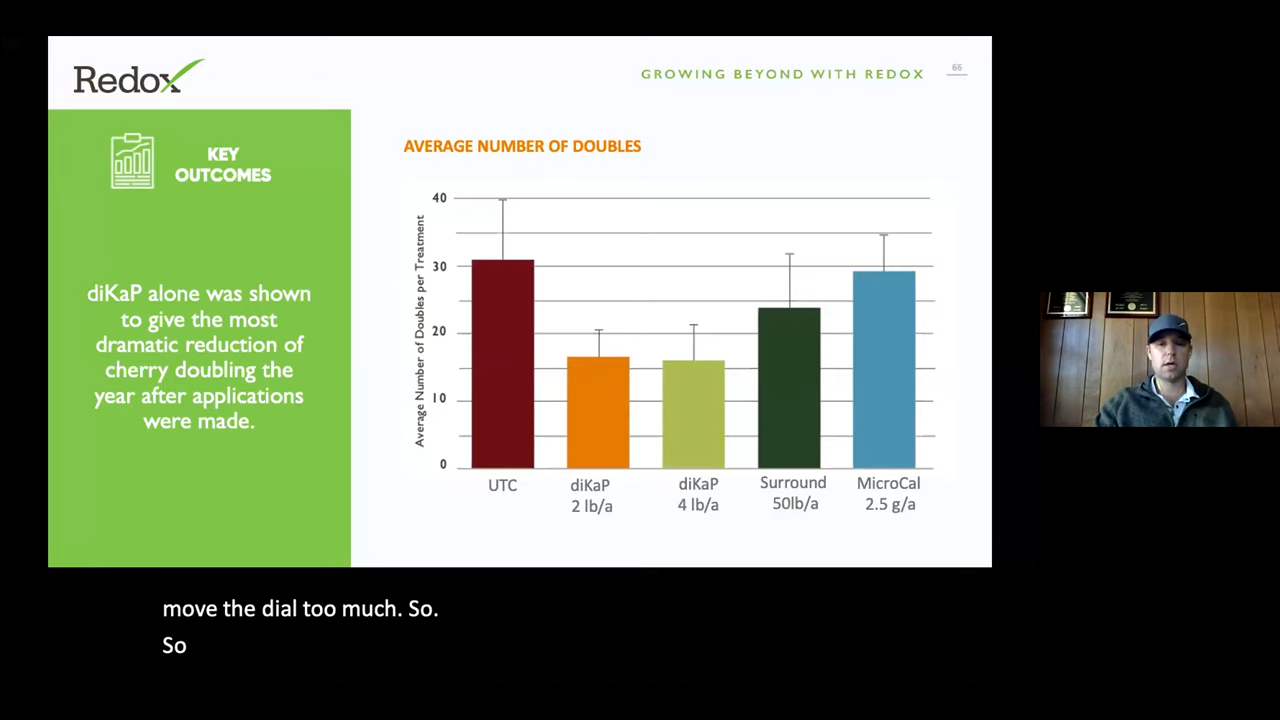 Redox
GROWING BEYOND WITH REDOX
66
KEY
OUTCOMES
diKaP alone was shown
to give the most
dramatic reduction of
cherry doubling the
year after applications
were made.
AVERAGE NUMBER OF DOUBLES
Average Number of Doubles per Treatment
40
30
20
10
0
UTC
diKaP
2 lb/a
diKaP
4 lb/a
Surround
50lb/a
MicroCal
2.5 g/a
move the dial too much. So.
So